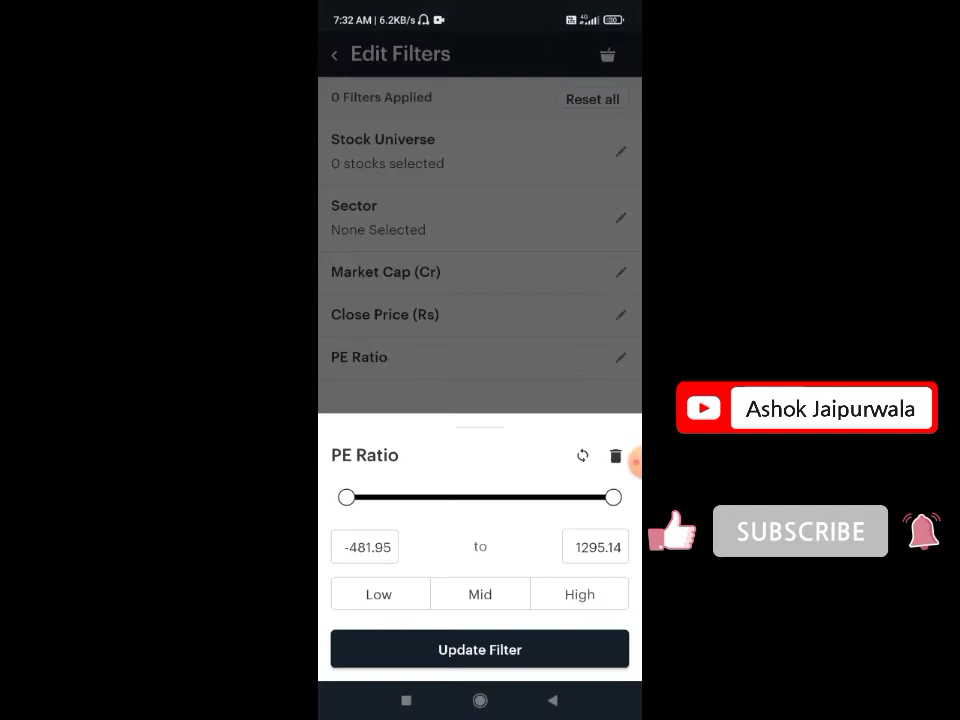 7:32 AM | 6.2KB/s
4G
30
Edit Filters
0 Filters Applied
Reset all
Stock Universe
0 stocks selected
Sector
None Selected
Market Cap (Cr)
Close Price (Rs)
PE Ratio
PE Ratio
-481.95 to 1295.14
Low Mid High
Update Filter
Ashok Jaipurwala
SUBSCRIBE